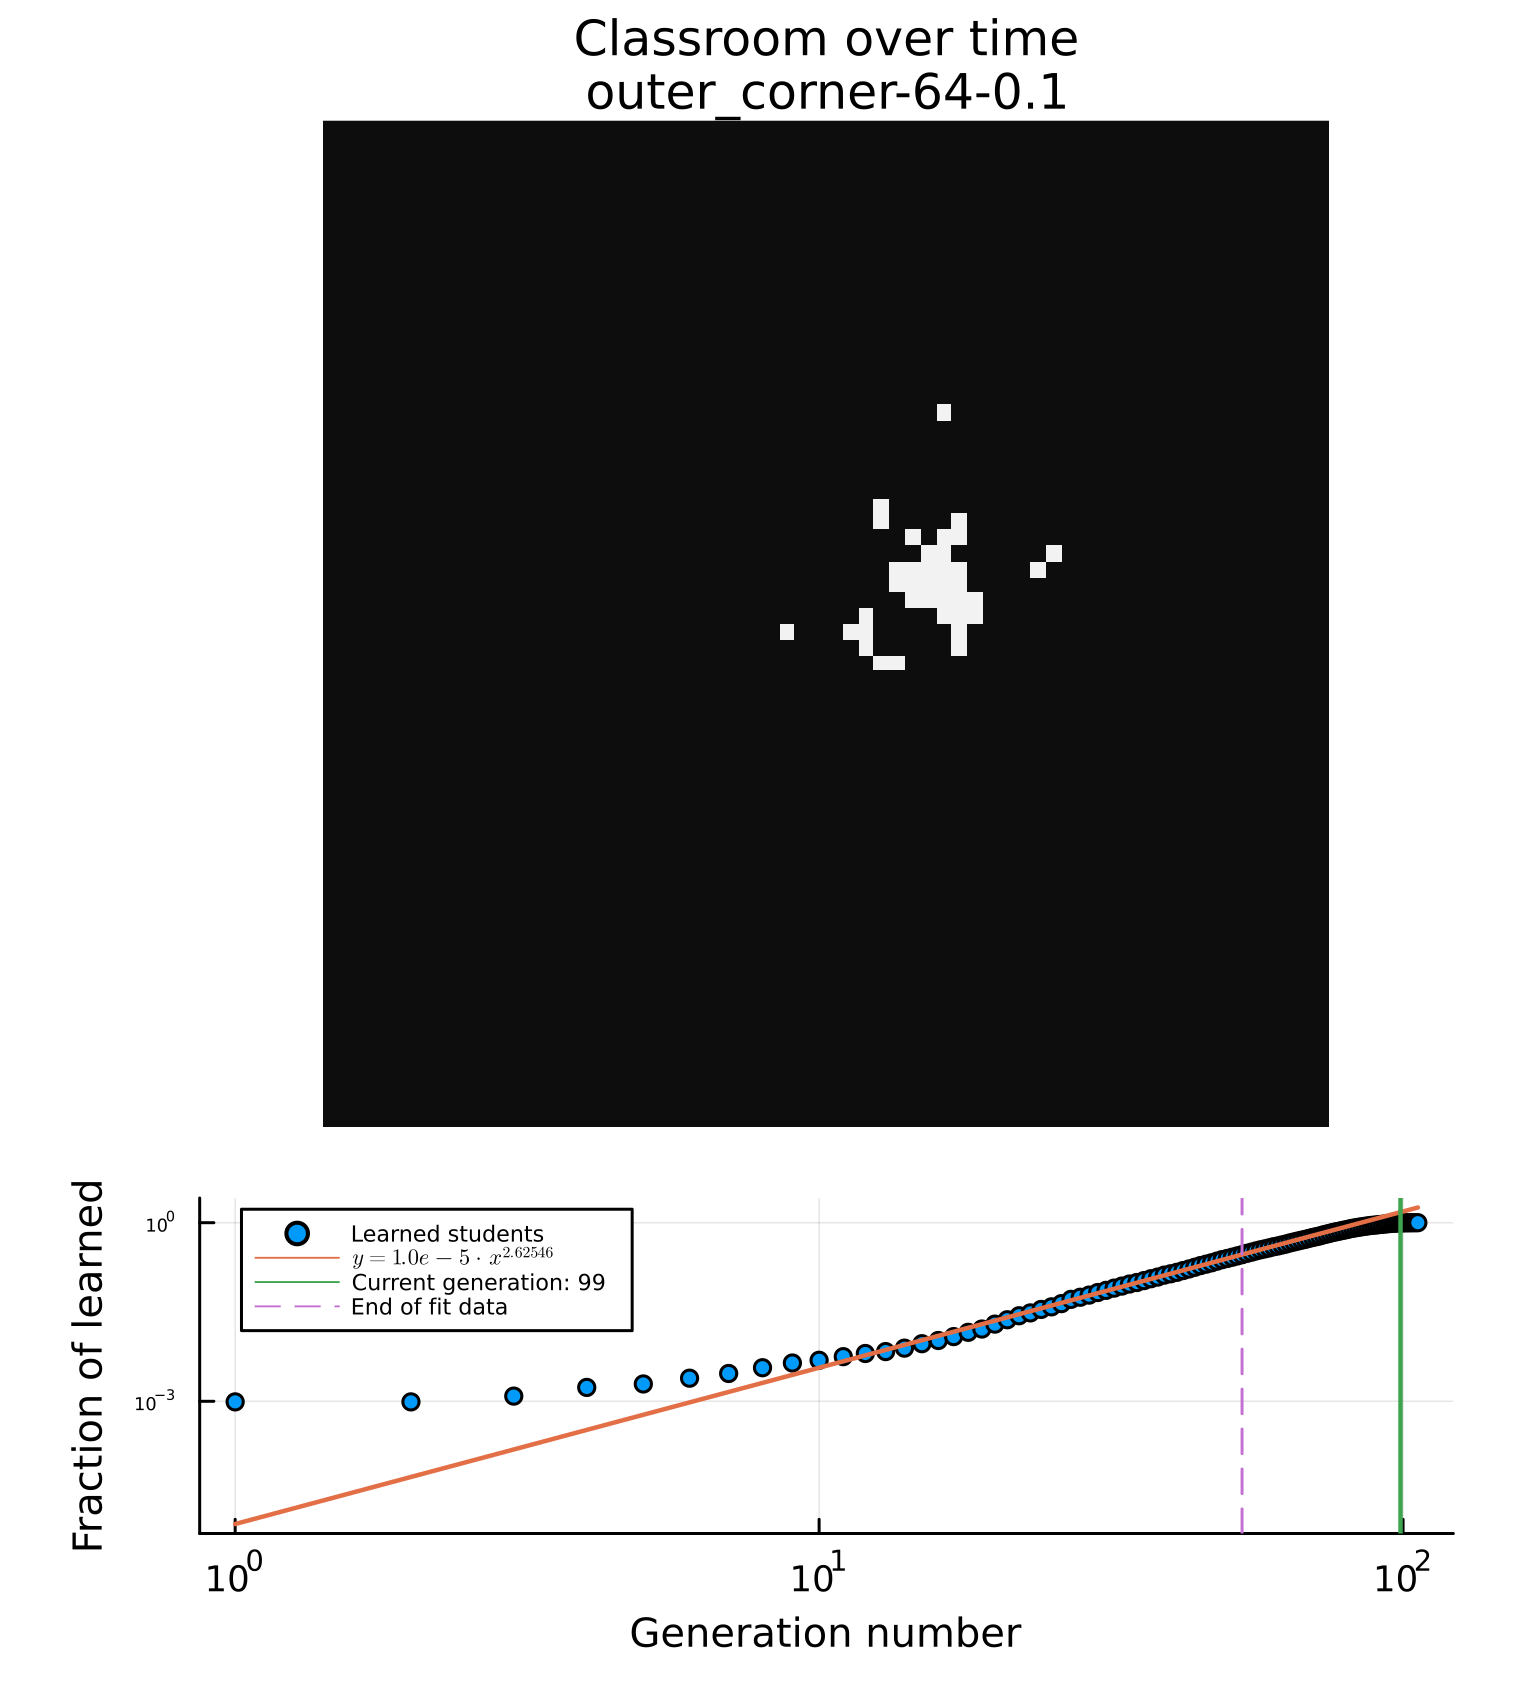 Classroom over time
outer_corner-64-0.1
Fraction of learned
10^0
10^-3
Learned students
y = 1.0e − 5 · x^2.62546
Current generation: 99
End of fit data
10^0
10^1
10^2
Generation number